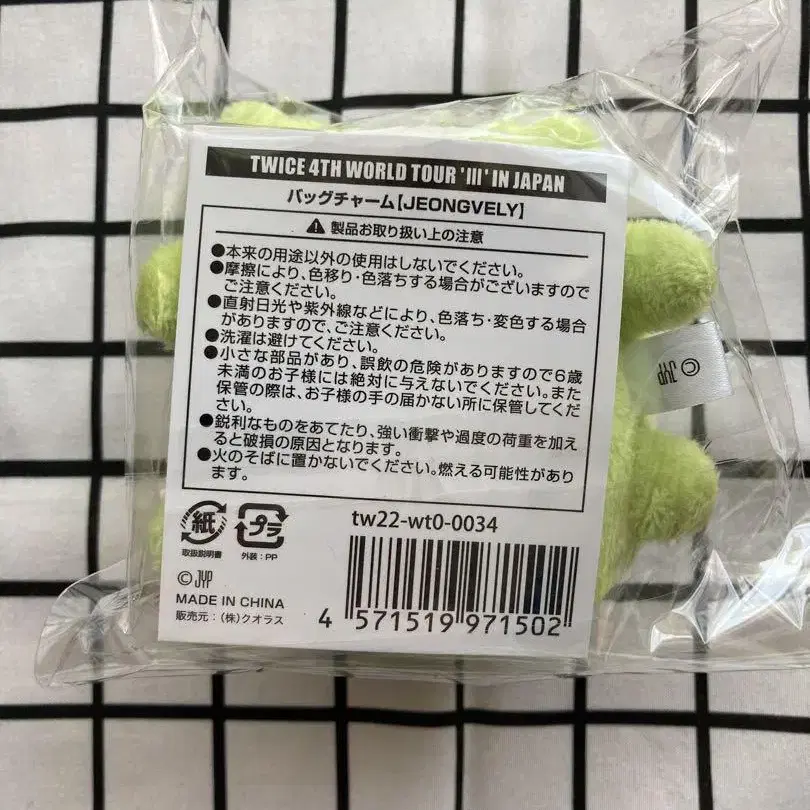 TWICE 4TH WORLD TOUR 'III' IN JAPAN
バッグチャーム【JEONGVELY】
製品お取り扱い上の注意
●本来の用途以外の使用はしないでください。
●摩擦により、色移り・色落ちする場合がございますので
ご注意ください。
●直射日光や紫外線などにより、色落ち・変色する場合
がありますので、ご注意ください。
●洗濯は避けてください。
●小さな部品があり、誤飲の危険がありますので6歳
未満のお子様には絶対に与えないでください。また
保管の際は、お子様の手の届かない所に保管してくだ
さい。
●鋭利なものをあてたり、強い衝撃や過度の荷重を加え
ると破損の原因となります。
●火のそばに置かないでください。燃える可能性があり
ます。
紙
プラ
取扱説明書
外装：PP
tw22-wt0-0034
© JYP
MADE IN CHINA
販売元：(株)クオラス
4 571519 971502
© JYP